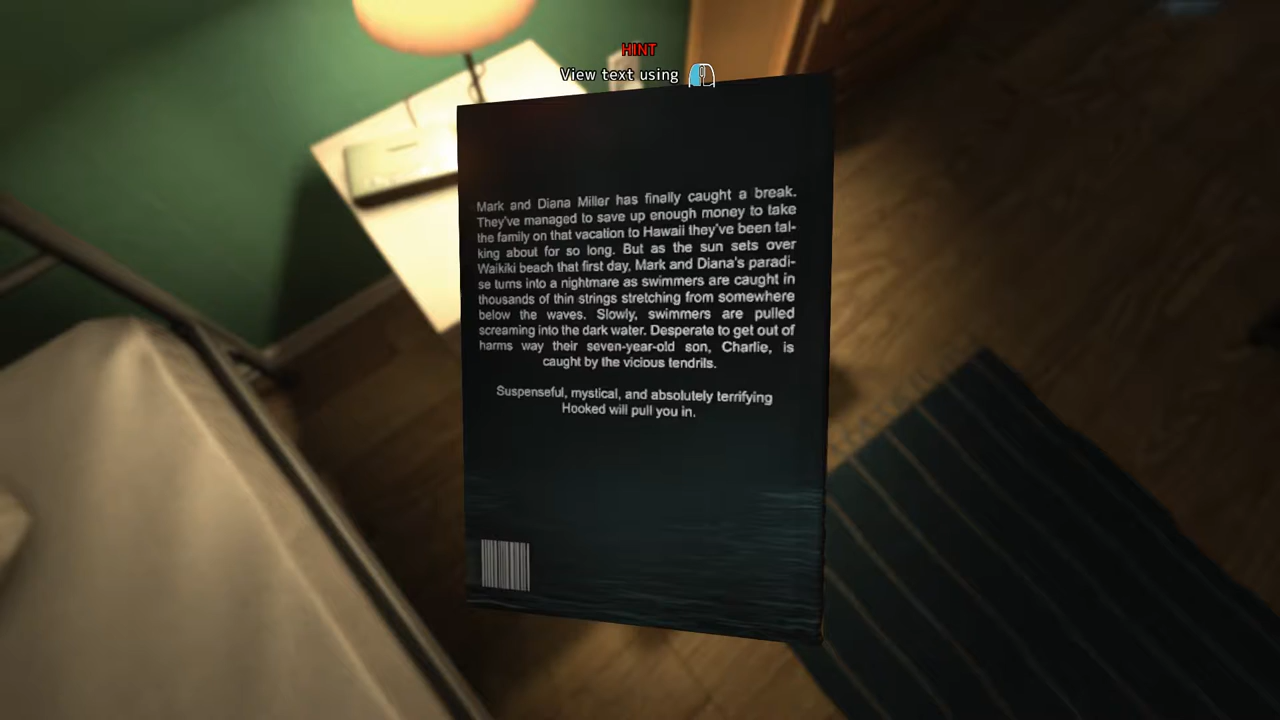 HINT
View text using
Mark and Diana Miller has finally caught a break.
They've managed to save up enough money to take
the family on that vacation to Hawaii they've been tal-
king about for so long. But as the sun sets over
Waikiki beach that first day, Mark and Diana's paradi-
se turns into a nightmare as swimmers are caught in
thousands of thin strings stretching from somewhere
below the waves. Slowly, swimmers are pulled
screaming into the dark water. Desperate to get out of
harms way their seven-year-old son, Charlie, is
caught by the vicious tendrils.
Suspenseful, mystical, and absolutely terrifying
Hooked will pull you in.